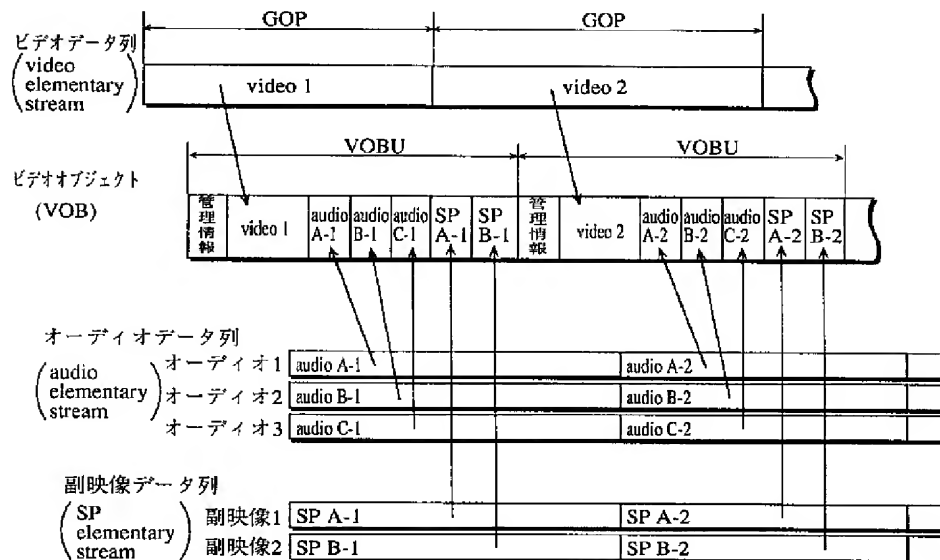 GOP GOP
ビデオデータ列
(video
elementary
stream)
video 1 video 2
VOBU VOBU
ビデオオブジェクト
(VOB)
管理情報 video 1 audio A-1 audio B-1 audio C-1 SP A-1 SP B-1 管理情報 video 2 audio A-2 audio B-2 audio C-2 SP A-2 SP B-2
オーディオデータ列
(audio
elementary
stream)
オーディオ1 audio A-1 audio A-2
オーディオ2 audio B-1 audio B-2
オーディオ3 audio C-1 audio C-2
副映像データ列
(SP
elementary
stream)
副映像1 SP A-1 SP A-2
副映像2 SP B-1 SP B-2